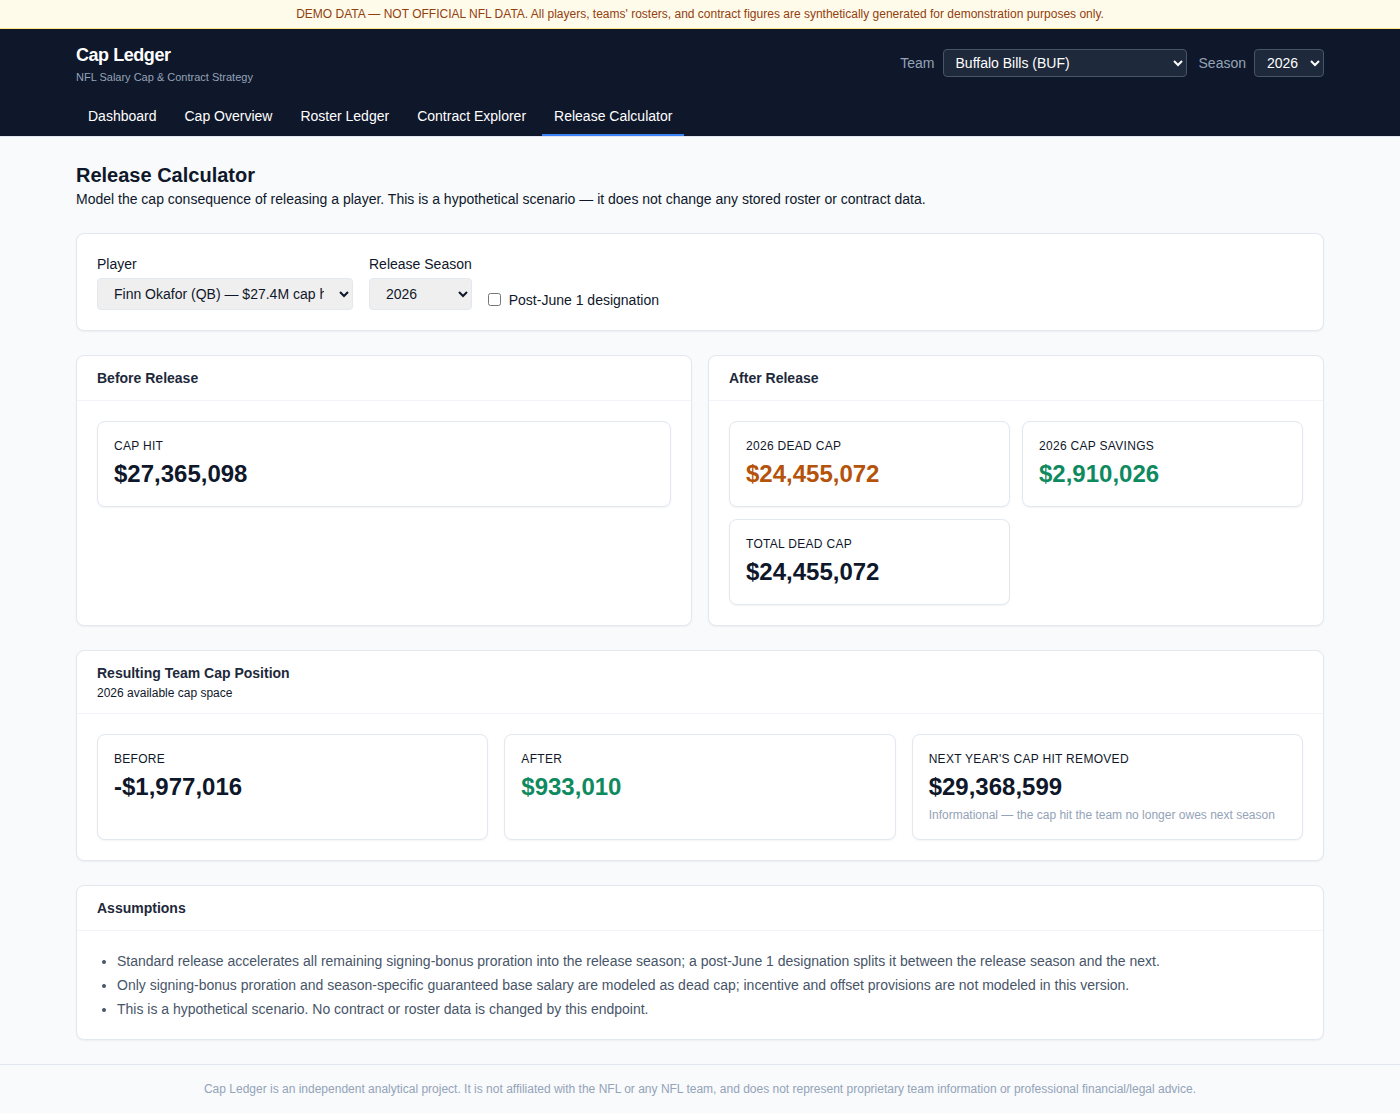 DEMO DATA — NOT OFFICIAL NFL DATA. All players, teams' rosters, and contract figures are synthetically generated for demonstration purposes only.
Cap Ledger
NFL Salary Cap & Contract Strategy
Team
Buffalo Bills (BUF)
Season
2026
Dashboard
Cap Overview
Roster Ledger
Contract Explorer
Release Calculator
Release Calculator
Model the cap consequence of releasing a player. This is a hypothetical scenario — it does not change any stored roster or contract data.
Player
Release Season
Finn Okafor (QB) — $27.4M cap h
2026
Post-June 1 designation
Before Release
CAP HIT
$27,365,098
After Release
2026 DEAD CAP
$24,455,072
2026 CAP SAVINGS
$2,910,026
TOTAL DEAD CAP
$24,455,072
Resulting Team Cap Position
2026 available cap space
BEFORE
-$1,977,016
AFTER
$933,010
NEXT YEAR'S CAP HIT REMOVED
$29,368,599
Informational — the cap hit the team no longer owes next season
Assumptions
• Standard release accelerates all remaining signing-bonus proration into the release season; a post-June 1 designation splits it between the release season and the next.
• Only signing-bonus proration and season-specific guaranteed base salary are modeled as dead cap; incentive and offset provisions are not modeled in this version.
• This is a hypothetical scenario. No contract or roster data is changed by this endpoint.
Cap Ledger is an independent analytical project. It is not affiliated with the NFL or any NFL team, and does not represent proprietary team information or professional financial/legal advice.